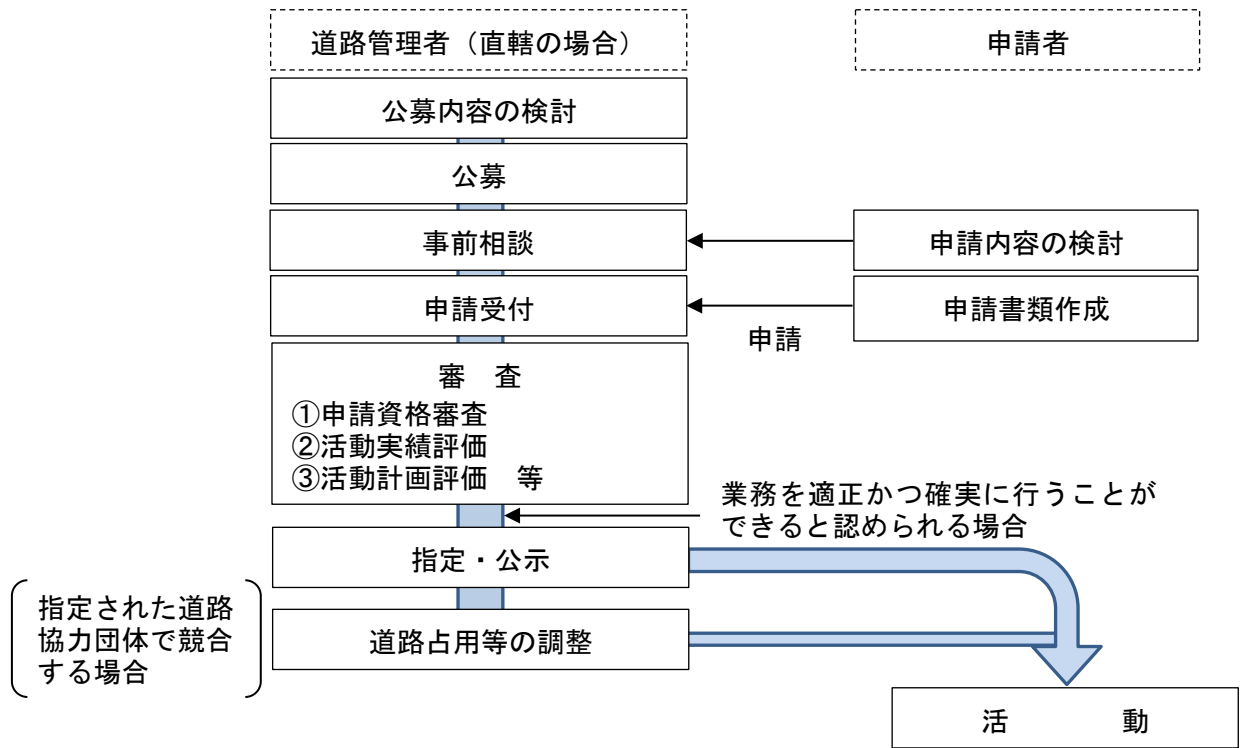 道路管理者（直轄の場合）
申請者
公募内容の検討
公募
事前相談
申請内容の検討
申請受付
申請書類作成
申請
審　査
①申請資格審査
②活動実績評価
③活動計画評価　等
業務を適正かつ確実に行うことが
できると認められる場合
指定・公示
指定された道路
協力団体で競合
する場合
道路占用等の調整
活　　　動